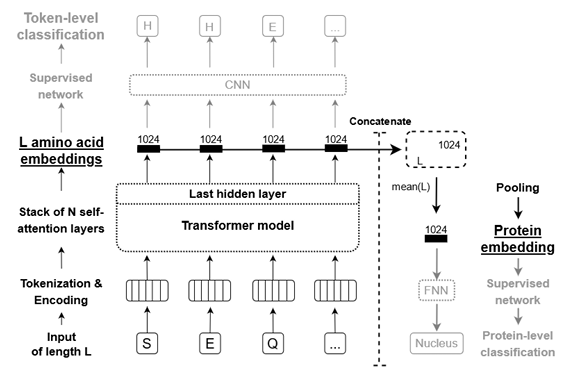 Token-level
classification
H
H
E
...
Supervised
network
CNN
Concatenate
L amino acid
embeddings
1024
1024
1024
1024
1024
L
Last hidden layer
mean(L)
Pooling
Stack of N self-
attention layers
Transformer model
1024
Protein
embedding
Tokenization &
Encoding
FNN
Supervised
network
Input
of length L
S
E
Q
...
Nucleus
Protein-level
classification